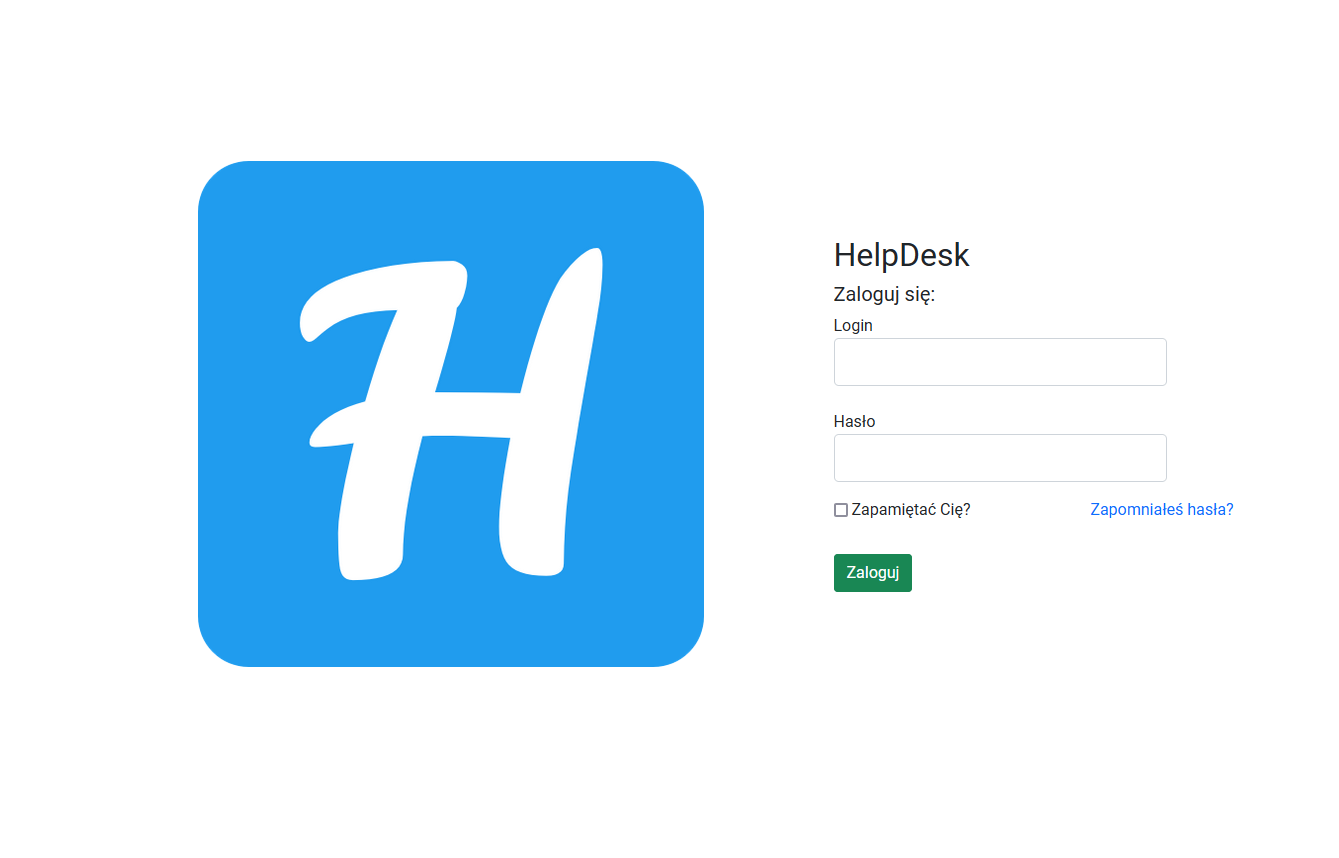 H
HelpDesk
Zaloguj się:
Login
Hasło
Zapamiętać Cię? Zapomniałeś hasła?
Zaloguj